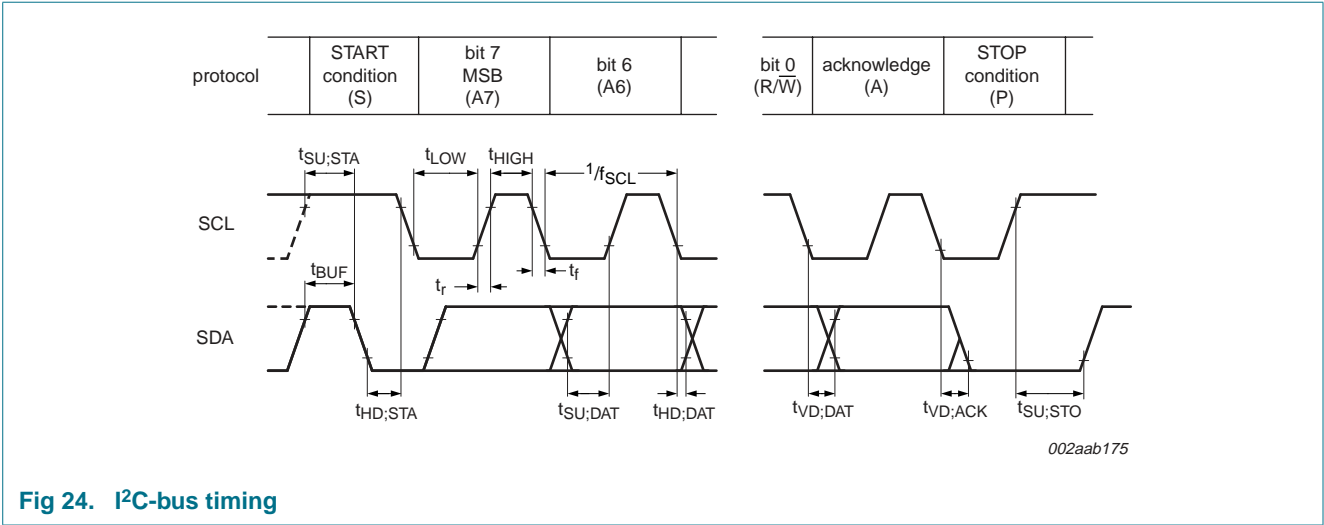 protocol
START
condition
(S)
bit 7
MSB
(A7)
bit 6
(A6)
bit 0
(R/W̅)
acknowledge
(A)
STOP
condition
(P)
tSU;STA
tLOW
tHIGH
1/fSCL
SCL
tBUF
tr
tf
SDA
tHD;STA
tSU;DAT
tHD;DAT
tVD;DAT
tVD;ACK
tSU;STO
002aab175
Fig 24. I²C-bus timing